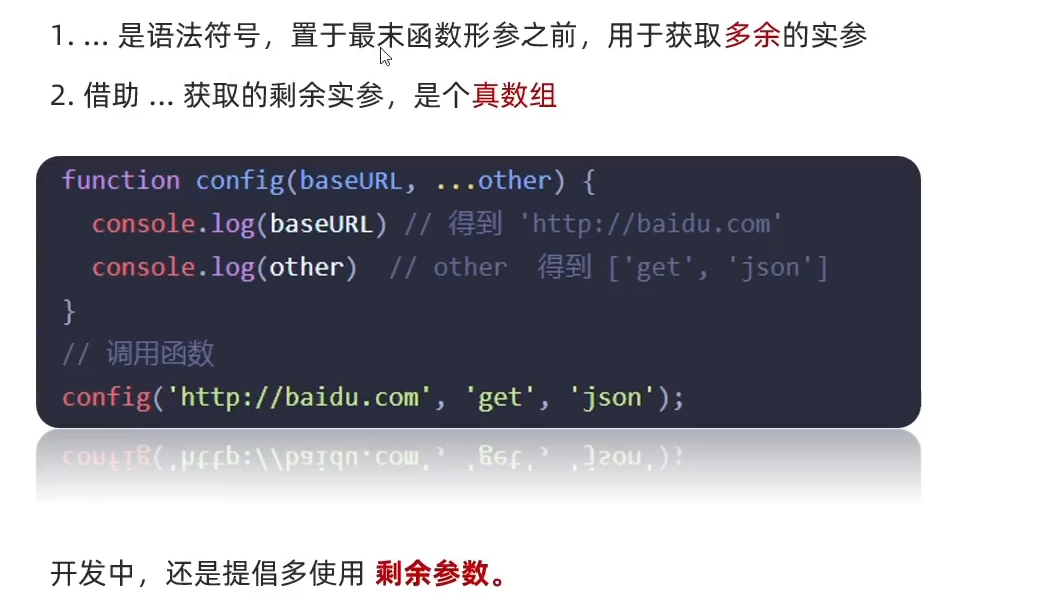 1. ... 是语法符号，置于最末函数形参之前，用于获取多余的实参
2. 借助 ... 获取的剩余实参，是个真数组
function config(baseURL, ...other) {
  console.log(baseURL) // 得到 'http://baidu.com'
  console.log(other)  // other  得到 ['get', 'json']
}
// 调用函数
config('http://baidu.com', 'get', 'json');
开发中，还是提倡多使用 剩余参数。